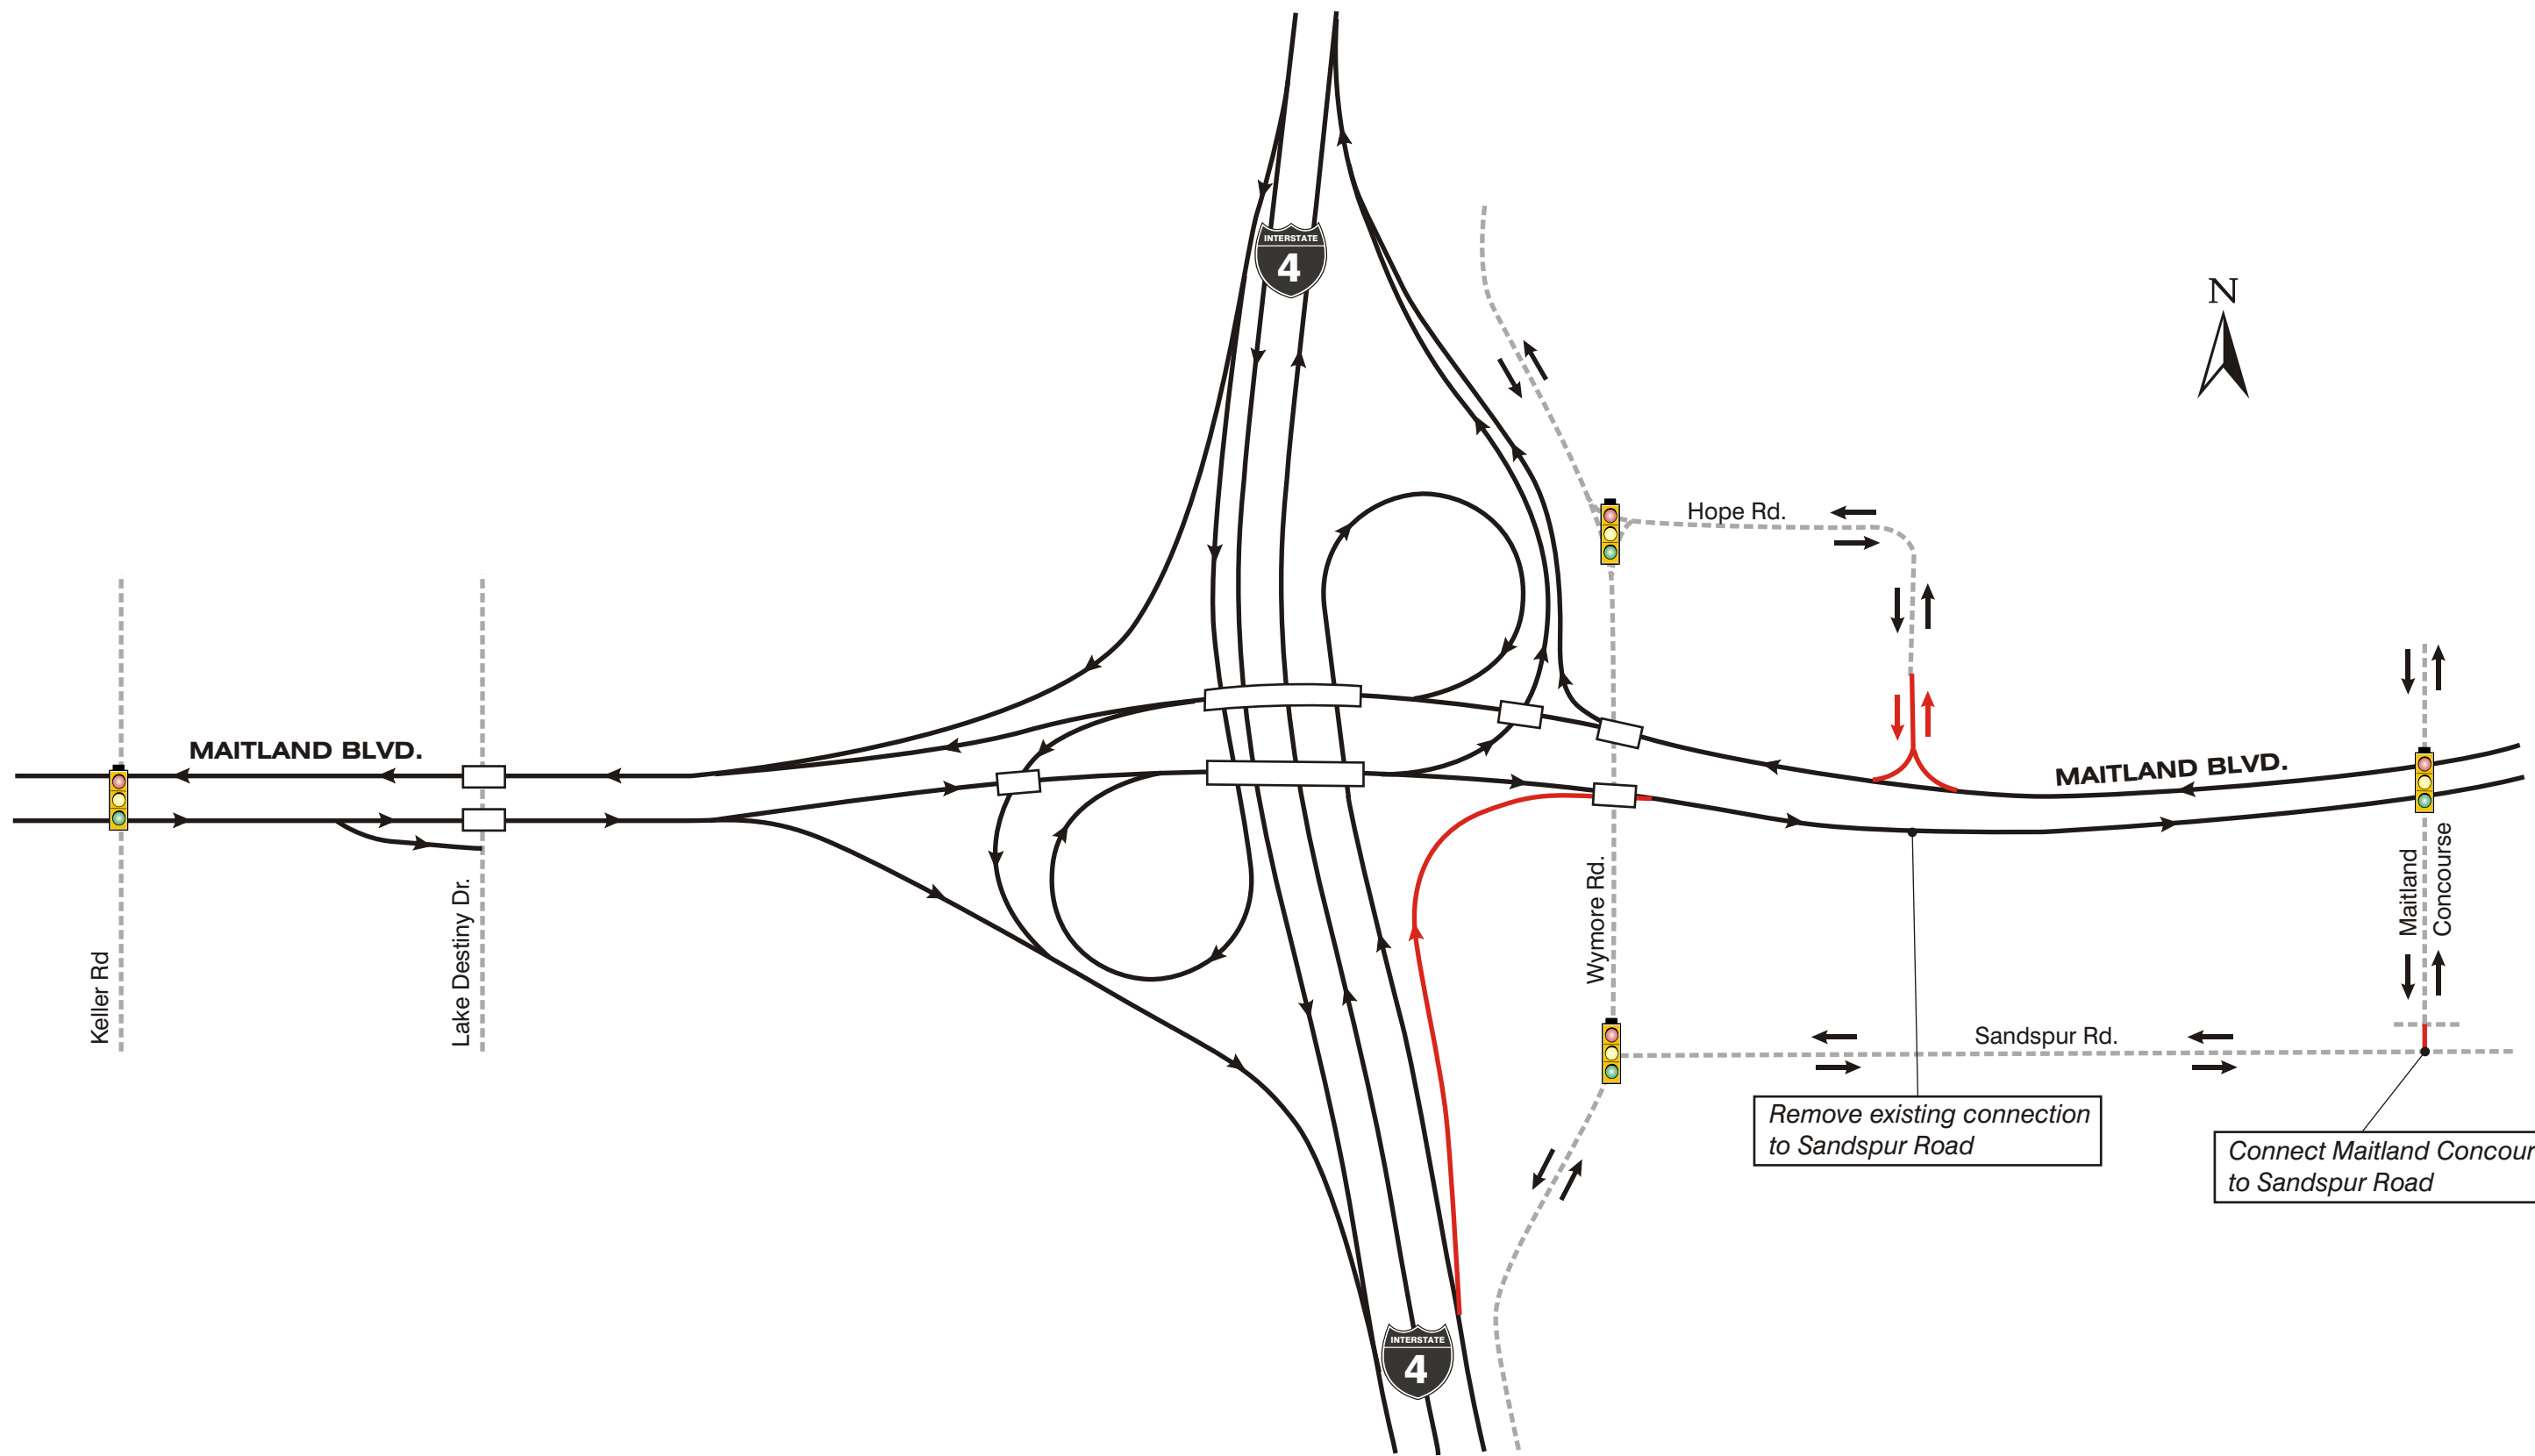 INTERSTATE
4
N
Hope Rd.
MAITLAND BLVD.
MAITLAND BLVD.
Keller Rd
Lake Destiny Dr.
Wymore Rd.
Maitland
Concourse
Sandspur Rd.
Remove existing connection
to Sandspur Road
Connect Maitland Concour
to Sandspur Road
INTERSTATE
4